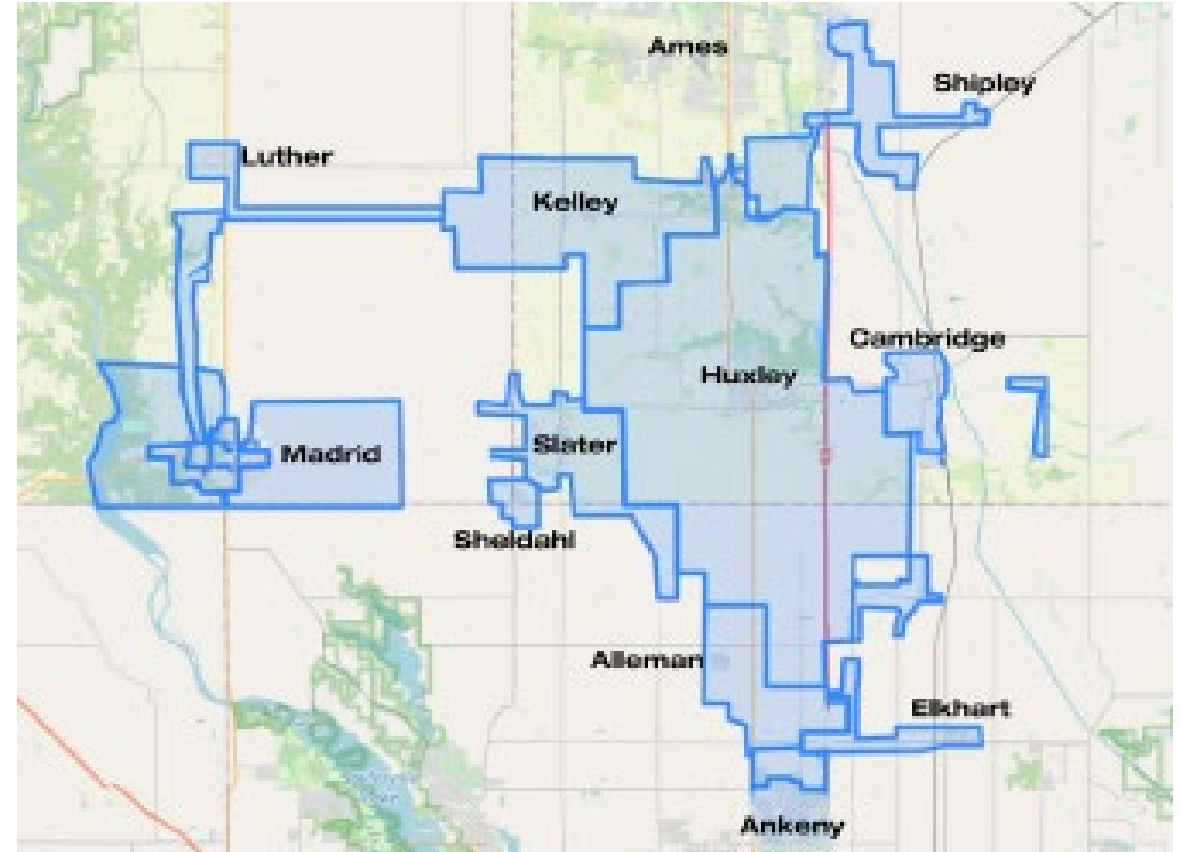 Ames
Shipley
Luther
Kelley
Cambridge
Huxley
Slater
Madrid
Sheldahl
Alleman
Elkhart
Ankeny